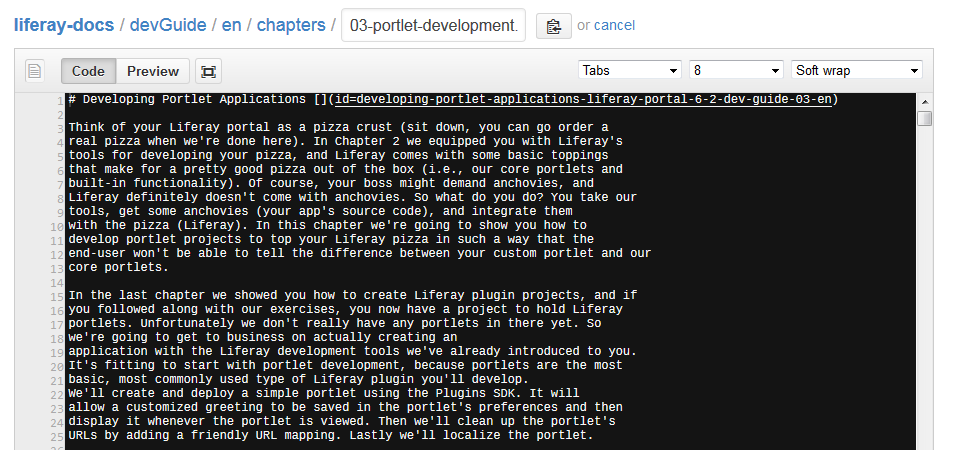 liferay-docs / devGuide / en / chapters / 03-portlet-development. or cancel
Code Preview Tabs 8 Soft wrap
1 # Developing Portlet Applications [](id=developing-portlet-applications-liferay-portal-6-2-dev-guide-03-en)
2
3 Think of your Liferay portal as a pizza crust (sit down, you can go order a
4 real pizza when we're done here). In Chapter 2 we equipped you with Liferay's
5 tools for developing your pizza, and Liferay comes with some basic toppings
6 that make for a pretty good pizza out of the box (i.e., our core portlets and
7 built-in functionality). Of course, your boss might demand anchovies, and
8 Liferay definitely doesn't come with anchovies. So what do you do? You take our
9 tools, get some anchovies (your app's source code), and integrate them
10 with the pizza (Liferay). In this chapter we're going to show you how to
11 develop portlet projects to top your Liferay pizza in such a way that the
12 end-user won't be able to tell the difference between your custom portlet and our
13 core portlets.
14
15 In the last chapter we showed you how to create Liferay plugin projects, and if
16 you followed along with our exercises, you now have a project to hold Liferay
17 portlets. Unfortunately we don't really have any portlets in there yet. So
18 we're going to get to business on actually creating an
19 application with the Liferay development tools we've already introduced to you.
20 It's fitting to start with portlet development, because portlets are the most
21 basic, most commonly used type of Liferay plugin you'll develop.
22 We'll create and deploy a simple portlet using the Plugins SDK. It will
23 allow a customized greeting to be saved in the portlet's preferences and then
24 display it whenever the portlet is viewed. Then we'll clean up the portlet's
25 URLs by adding a friendly URL mapping. Lastly we'll localize the portlet.